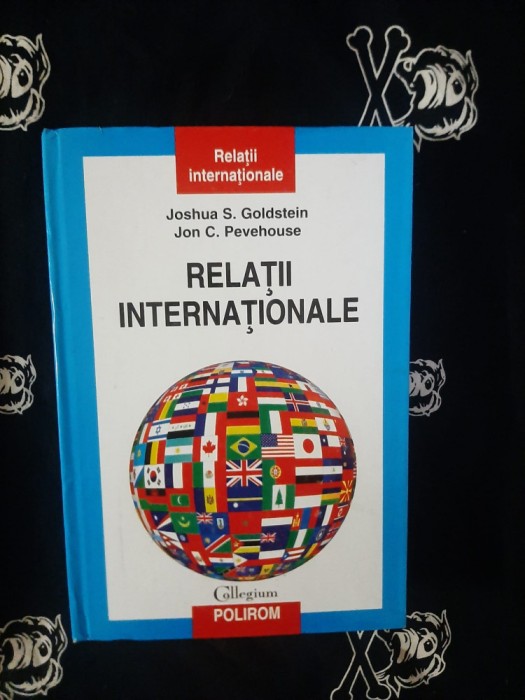 Relații
internaționale
Joshua S. Goldstein
Jon C. Pevehouse
RELAȚII
INTERNAȚIONALE
Collegium
POLIROM